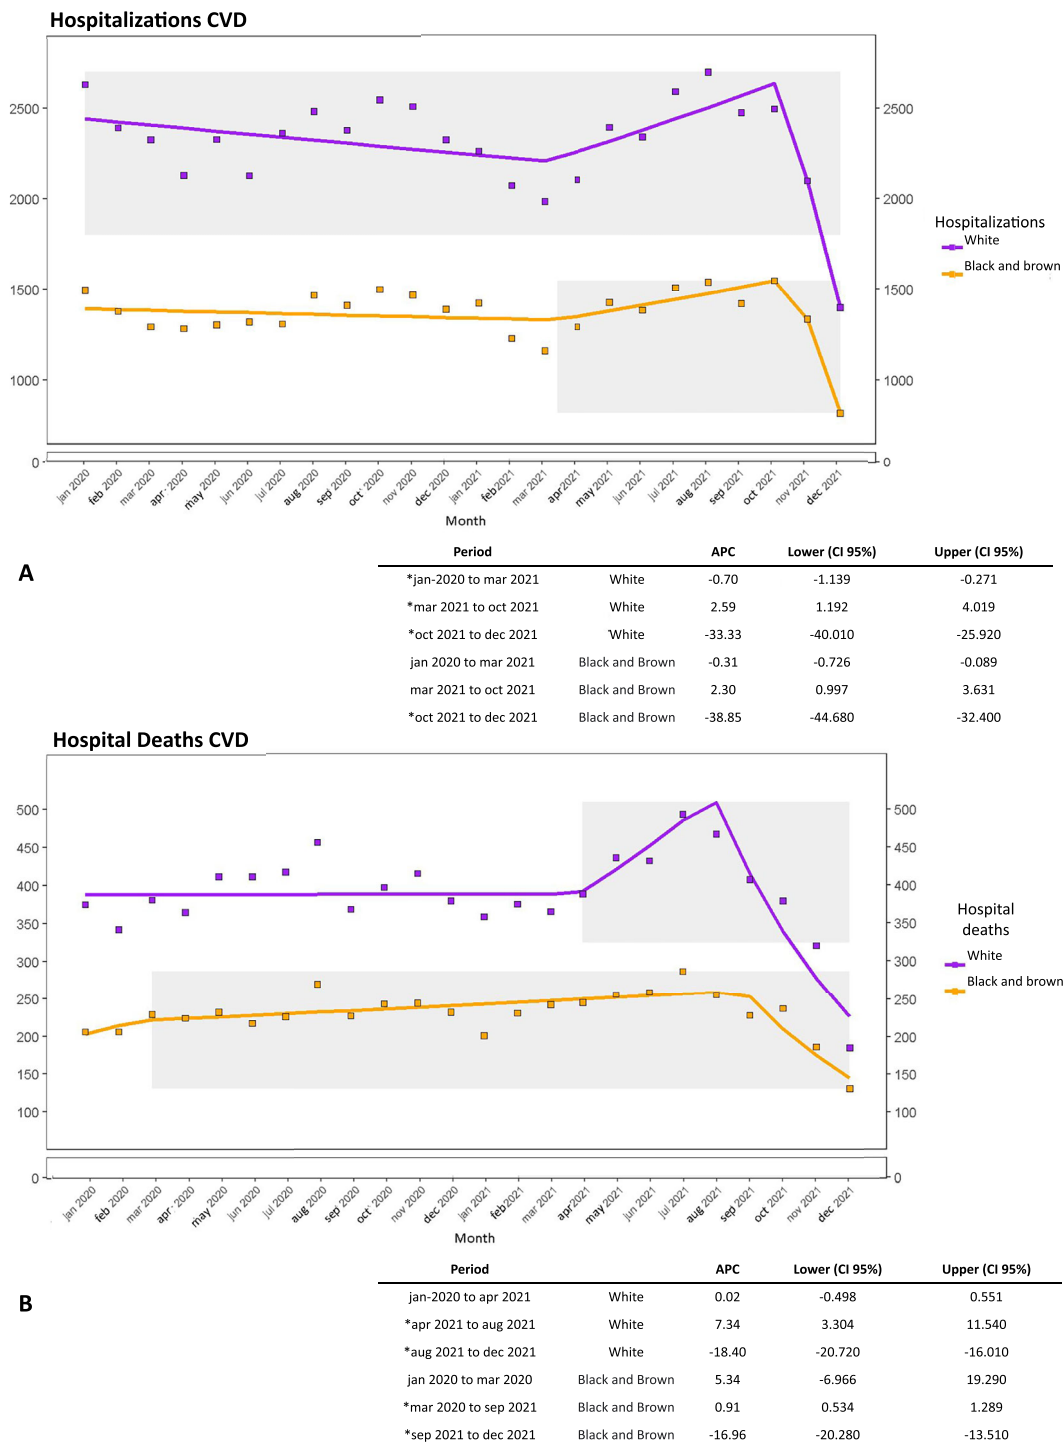 Hospitalizations CVD
2500
2000
1500
1000
0
2500
2000
1500
1000
0
Hospitalizations
White
Black and brown
jan 2020
feb 2020
mar 2020
apr 2020
may 2020
jun 2020
jul 2020
aug 2020
sep 2020
oct 2020
nov 2020
dec 2020
jan 2021
feb2021
mar 2021
apr2021
may 2021
jun 2021
jul 2021
aug 2021
sep 2021
oct 2021
nov 2021
dec 2021
Month
A
Period APC Lower (CI 95%) Upper (CI 95%)
*jan-2020 to mar 2021 White -0.70 -1.139 -0.271
*mar 2021 to oct 2021 White 2.59 1.192 4.019
*oct 2021 to dec 2021 White -33.33 -40.010 -25.920
jan 2020 to mar 2021 Black and Brown -0.31 -0.726 -0.089
mar 2021 to oct 2021 Black and Brown 2.30 0.997 3.631
*oct 2021 to dec 2021 Black and Brown -38.85 -44.680 -32.400
Hospital Deaths CVD
500
450
400
350
300
250
200
150
100
0
500
450
400
350
300
250
200
150
100
0
Hospital
deaths
White
Black and brown
jan 2020
feb 2020
mar 2020
apr 2020
may 2020
jun 2020
jul 2020
aug 2020
sep 2020
oct 2020
nov 2020
dec 2020
jan 2021
feb2021
mar 2021
apr2021
may 2021
jun 2021
jul 2021
aug 2021
sep 2021
oct 2021
nov 2021
dec 2021
Month
B
Period APC Lower (CI 95%) Upper (CI 95%)
jan-2020 to apr 2021 White 0.02 -0.498 0.551
*apr 2021 to aug 2021 White 7.34 3.304 11.540
*aug 2021 to dec 2021 White -18.40 -20.720 -16.010
jan 2020 to mar 2020 Black and Brown 5.34 -6.966 19.290
*mar 2020 to sep 2021 Black and Brown 0.91 0.534 1.289
*sep 2021 to dec 2021 Black and Brown -16.96 -20.280 -13.510